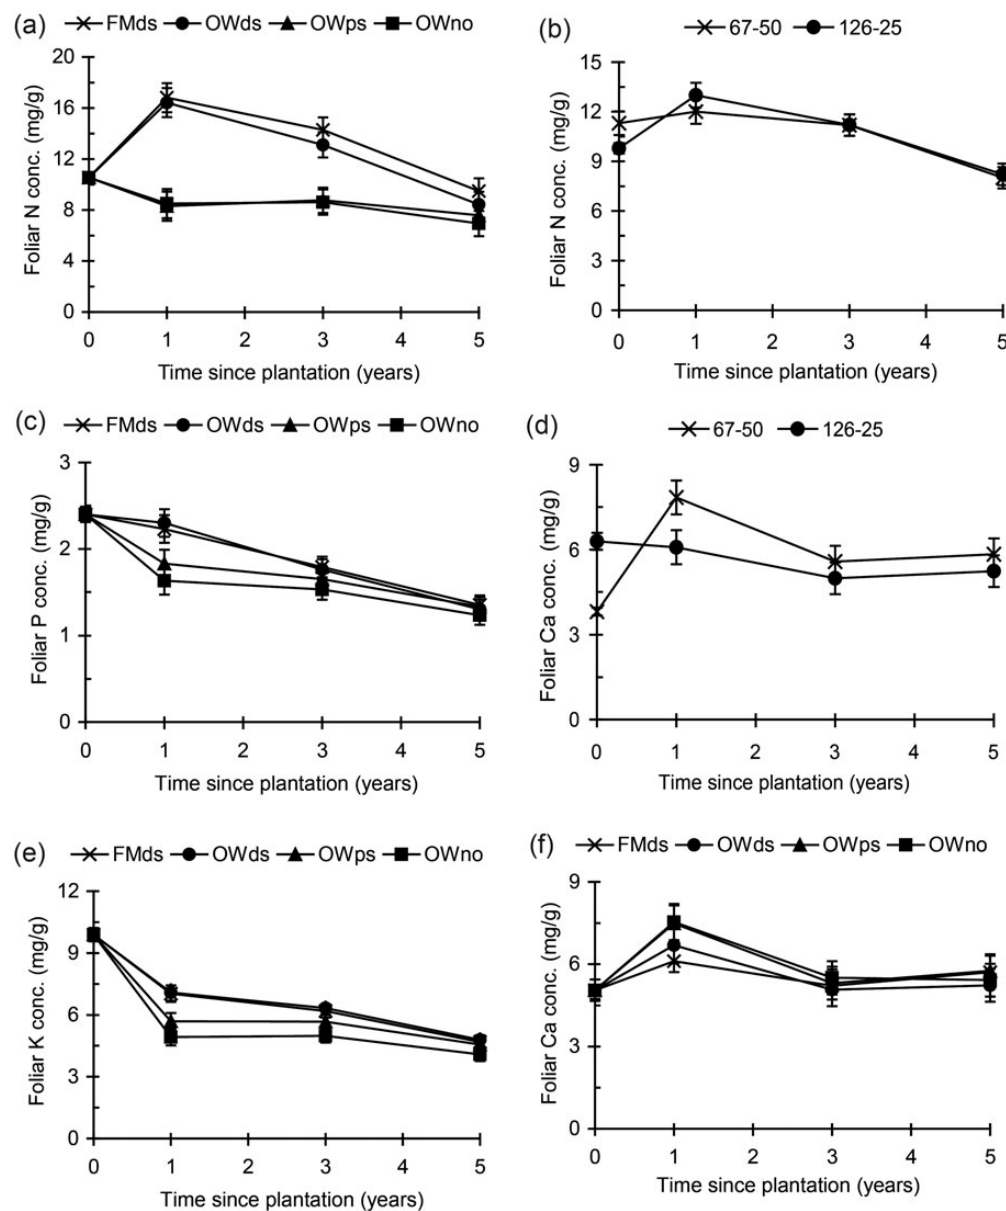 (a) FMds OWds OWps OWno
Foliar N conc. (mg/g)
20
16
12
8
4
0
0 1 2 3 4 5
Time since plantation (years)
(b) 67-50 126-25
Foliar N conc. (mg/g)
15
12
9
6
3
0
0 1 2 3 4 5
Time since plantation (years)
(c) FMds OWds OWps OWno
Foliar P conc. (mg/g)
3
2
1
0
0 1 2 3 4 5
Time since plantation (years)
(d) 67-50 126-25
Foliar Ca conc. (mg/g)
9
6
3
0
0 1 2 3 4 5
Time since plantation (years)
(e) FMds OWds OWps OWno
Foliar K conc. (mg/g)
12
9
6
3
0
0 1 2 3 4 5
Time since plantation (years)
(f) FMds OWds OWps OWno
Foliar Ca conc. (mg/g)
9
6
3
0
0 1 2 3 4 5
Time since plantation (years)